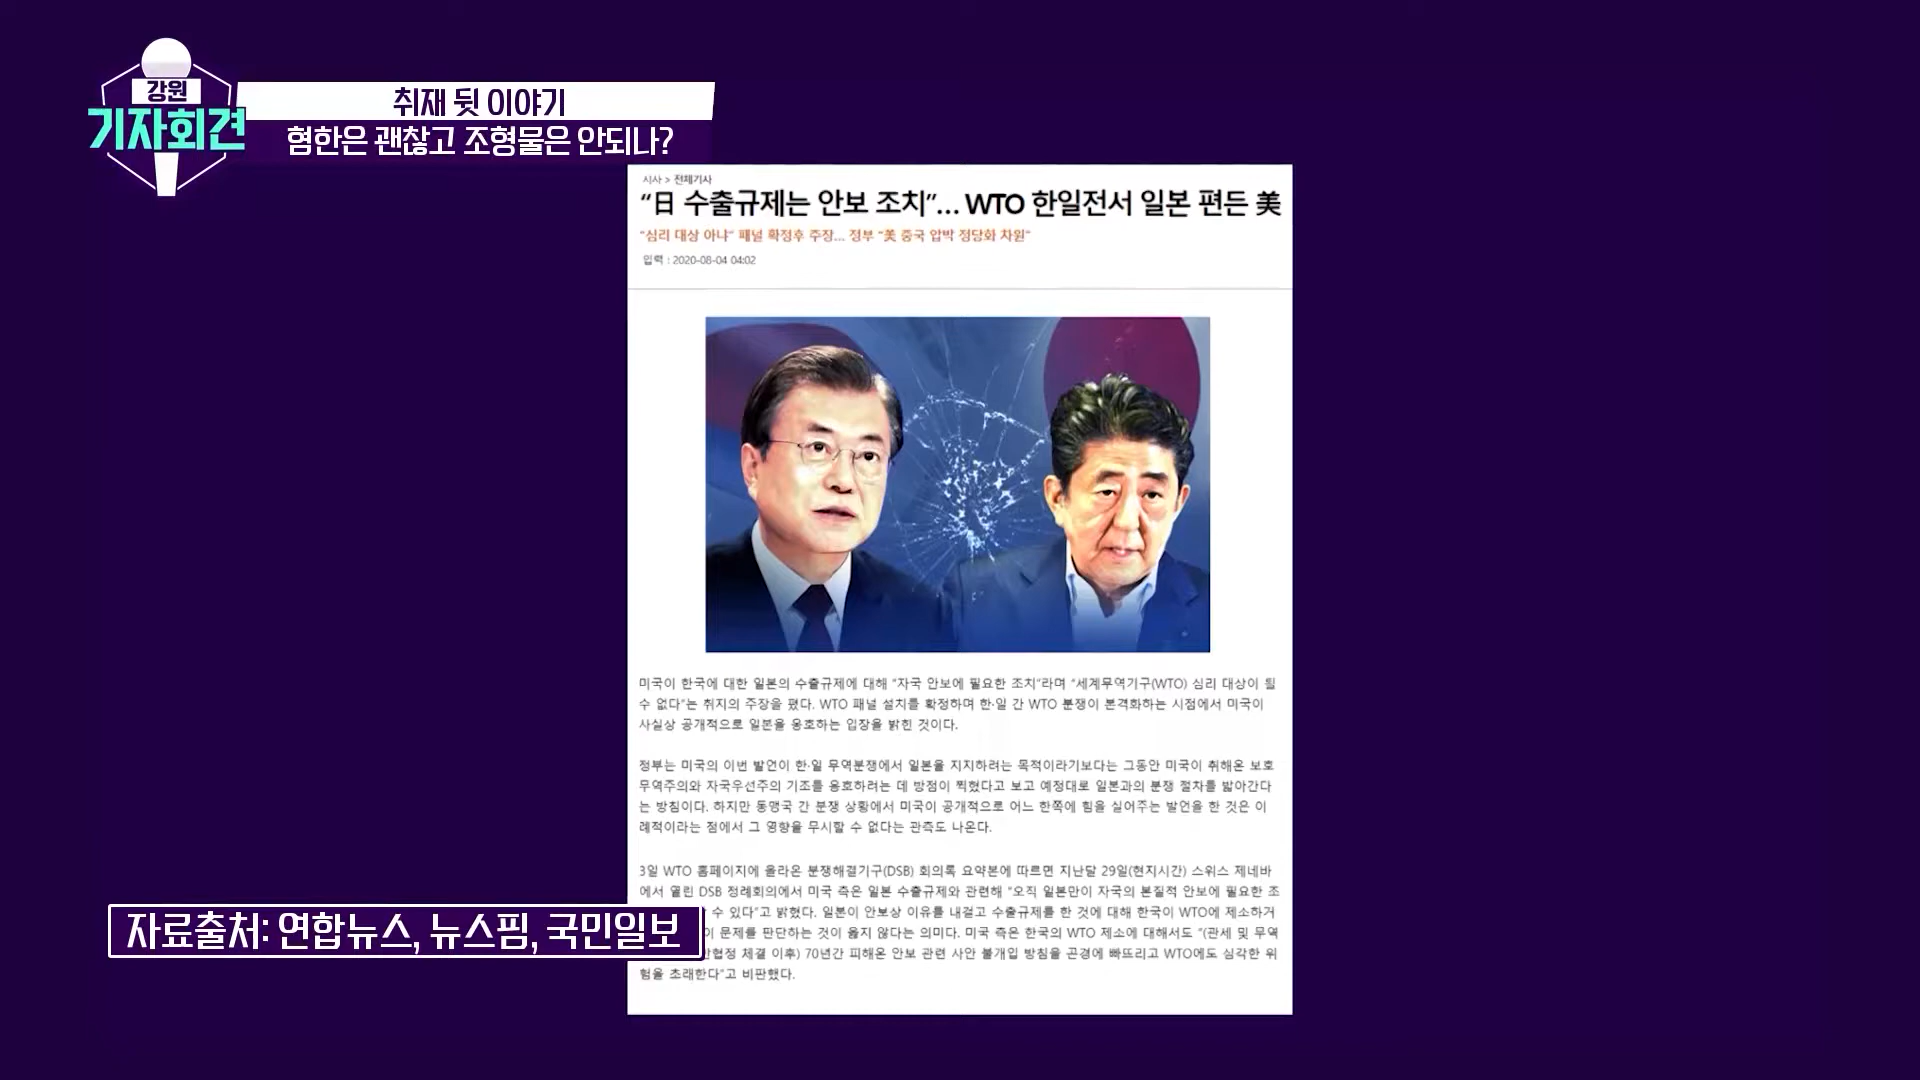 강원
기자회견
취재 뒷 이야기
혐한은 괜찮고 조형물은 안되나?
시사 > 전체기사
“日 수출규제는 안보 조치”… WTO 한일전서 일본 편든 美
“심리 대상 아냐” 패널 확정후 주장… 정부 “美 중국 압박 정당화 차원”
입력 : 2020-08-04 04:02
미국이 한국에 대한 일본의 수출규제에 대해 “자국 안보에 필요한 조치”라며 “세계무역기구(WTO) 심리 대상이 될
수 없다”는 취지의 주장을 폈다. WTO 패널 설치를 확정하며 한·일 간 WTO 분쟁이 본격화하는 시점에서 미국이
사실상 공개적으로 일본을 옹호하는 입장을 밝힌 것이다.
정부는 미국의 이번 발언이 한·일 무역분쟁에서 일본을 지지하려는 목적이라기보다는 그동안 미국이 취해온 보호
무역주의와 자국우선주의 기조를 옹호하려는 데 방점이 찍혔다고 보고 예정대로 일본과의 분쟁 절차를 밟아간다
는 방침이다. 하지만 동맹국 간 분쟁 상황에서 미국이 공개적으로 어느 한쪽에 힘을 실어주는 발언을 한 것은 이
례적이라는 점에서 그 영향을 무시할 수 없다는 관측도 나온다.
3일 WTO 홈페이지에 올라온 분쟁해결기구(DSB) 회의록 요약본에 따르면 지난달 29일(현지시간) 스위스 제네바
에서 열린 DSB 정례회의에서 미국 측은 일본 수출규제와 관련해 “오직 일본만이 자국의 본질적 안보에 필요한 조
수 있다”고 밝혔다. 일본이 안보상 이유를 내걸고 수출규제를 한 것에 대해 한국이 WTO에 제소하거
이 문제를 판단하는 것이 옳지 않다는 의미다. 미국 측은 한국의 WTO 제소에 대해서도 “(관세 및 무역
반협정 체결 이후) 70년간 피해온 안보 관련 사안 불개입 방침을 곤경에 빠뜨리고 WTO에도 심각한 위
험을 초래한다”고 비판했다.
자료출처: 연합뉴스, 뉴스핌, 국민일보